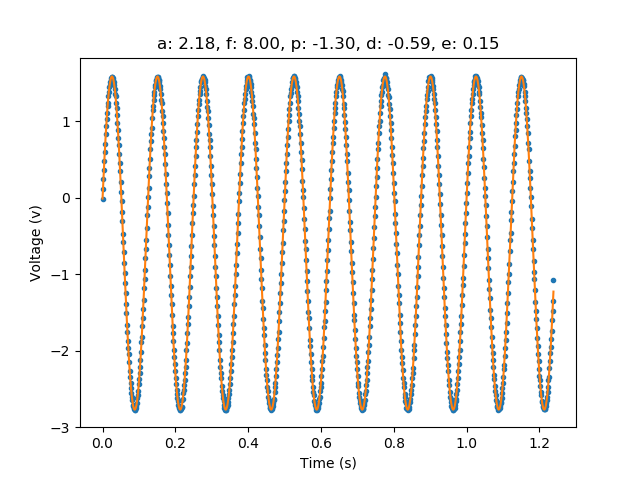 a: 2.18, f: 8.00, p: -1.30, d: -0.59, e: 0.15
1
0
−1
−2
−3
Voltage (v)
0.0 0.2 0.4 0.6 0.8 1.0 1.2
Time (s)